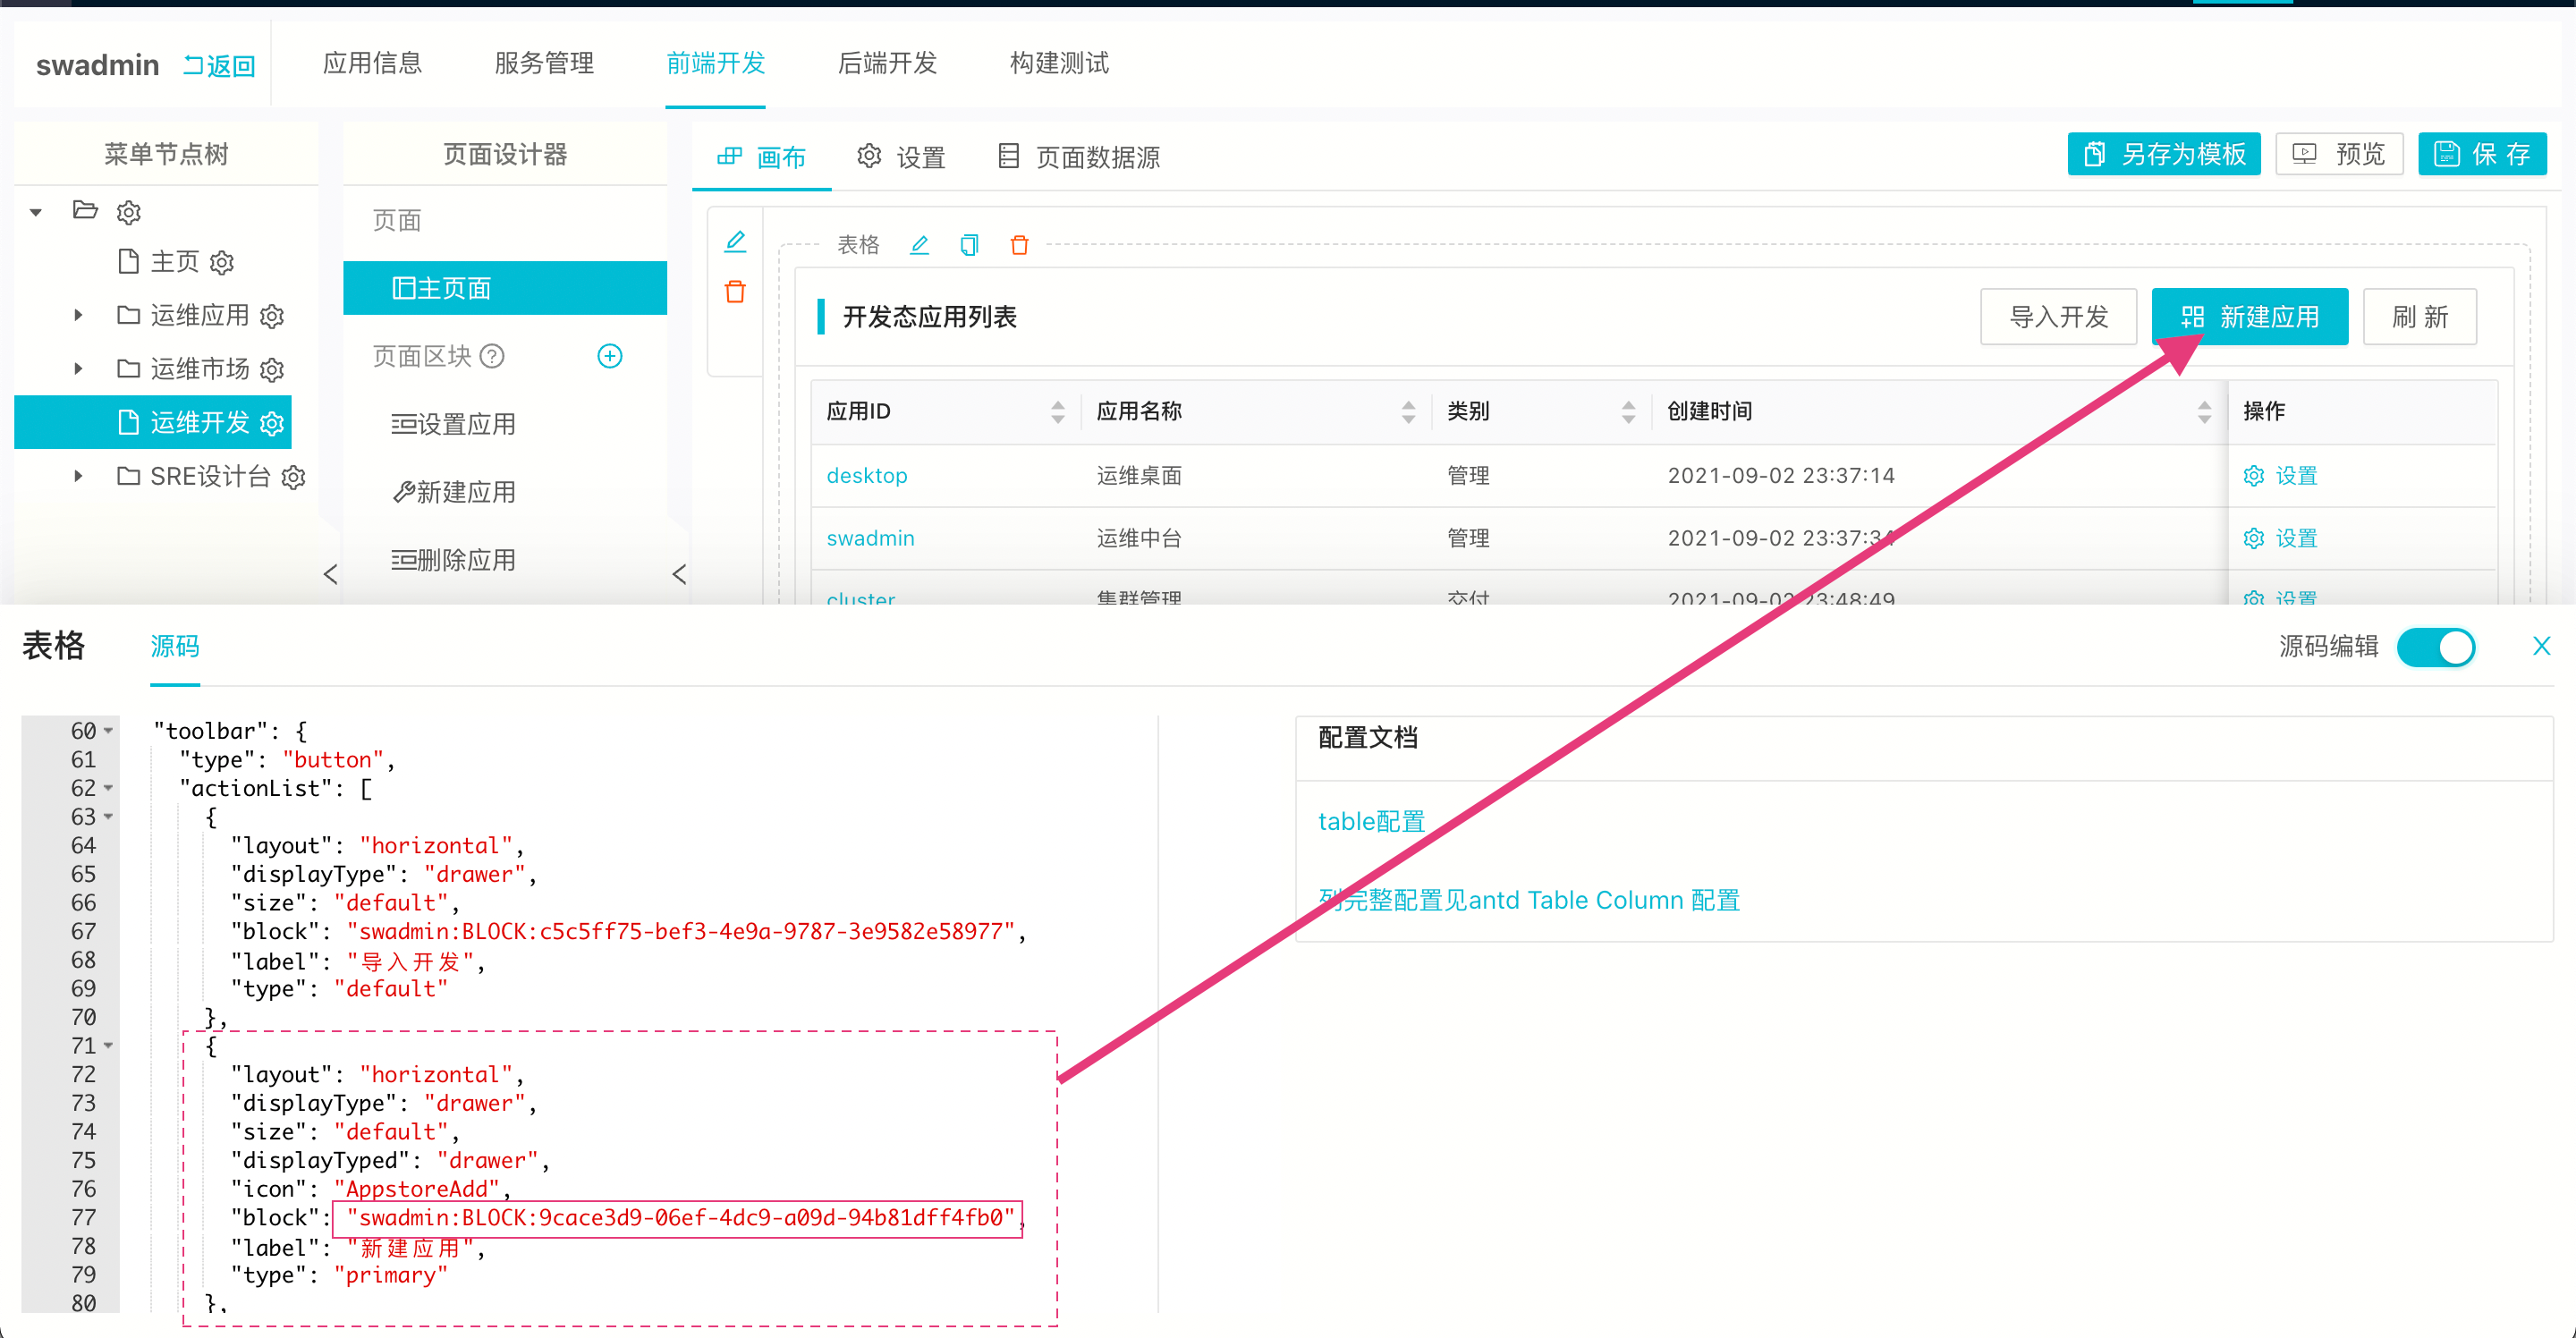 swadmin 返回 应用信息 服务管理 前端开发 后端开发 构建测试
菜单节点树 页面设计器 画布 设置 页面数据源 另存为模板 预览 保 存
页面
主页
主页面
运维应用
页面区块
运维市场
运维开发
设置应用
SRE设计台
新建应用
删除应用
表格
开发态应用列表 导入开发 新建应用 刷 新
应用ID 应用名称 类别 创建时间 操作
desktop 运维桌面 管理 2021-09-02 23:37:14 设置
swadmin 运维中台 管理 2021-09-02 23:37:34 设置
cluster 集群管理 交付 2021-09-02 23:48:49 设置
表格 源码 源码编辑
60 "toolbar": {
61 "type": "button",
62 "actionList": [
63 {
64 "layout": "horizontal",
65 "displayType": "drawer",
66 "size": "default",
67 "block": "swadmin:BLOCK:c5c5ff75-bef3-4e9a-9787-3e9582e58977",
68 "label": "导入开发",
69 "type": "default"
70 },
71 {
72 "layout": "horizontal",
73 "displayType": "drawer",
74 "size": "default",
75 "displayTyped": "drawer",
76 "icon": "AppstoreAdd",
77 "block": "swadmin:BLOCK:9cace3d9-06ef-4dc9-a09d-94b81dff4fb0",
78 "label": "新建应用",
79 "type": "primary"
80 },
配置文档
table配置
列完整配置见antd Table Column 配置